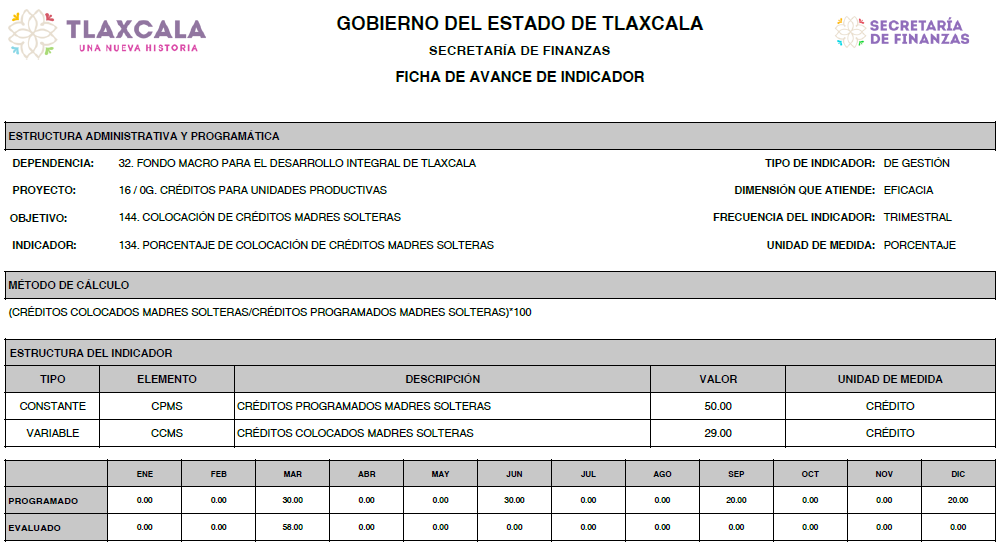 TLAXCALA
UNA NUEVA HISTORIA
GOBIERNO DEL ESTADO DE TLAXCALA
SECRETARÍA DE FINANZAS
FICHA DE AVANCE DE INDICADOR
SECRETARÍA
DE FINANZAS
ESTRUCTURA ADMINISTRATIVA Y PROGRAMÁTICA
DEPENDENCIA: 32. FONDO MACRO PARA EL DESARROLLO INTEGRAL DE TLAXCALA TIPO DE INDICADOR: DE GESTIÓN
PROYECTO: 16 / 0G. CRÉDITOS PARA UNIDADES PRODUCTIVAS DIMENSIÓN QUE ATIENDE: EFICACIA
OBJETIVO: 144. COLOCACIÓN DE CRÉDITOS MADRES SOLTERAS FRECUENCIA DEL INDICADOR: TRIMESTRAL
INDICADOR: 134. PORCENTAJE DE COLOCACIÓN DE CRÉDITOS MADRES SOLTERAS UNIDAD DE MEDIDA: PORCENTAJE
MÉTODO DE CÁLCULO
(CRÉDITOS COLOCADOS MADRES SOLTERAS/CRÉDITOS PROGRAMADOS MADRES SOLTERAS)*100
ESTRUCTURA DEL INDICADOR
TIPO ELEMENTO DESCRIPCIÓN VALOR UNIDAD DE MEDIDA
CONSTANTE CPMS CRÉDITOS PROGRAMADOS MADRES SOLTERAS 50.00 CRÉDITO
VARIABLE CCMS CRÉDITOS COLOCADOS MADRES SOLTERAS 29.00 CRÉDITO
ENE FEB MAR ABR MAY JUN JUL AGO SEP OCT NOV DIC
PROGRAMADO 0.00 0.00 30.00 0.00 0.00 30.00 0.00 0.00 20.00 0.00 0.00 20.00
EVALUADO 0.00 0.00 58.00 0.00 0.00 0.00 0.00 0.00 0.00 0.00 0.00 0.00